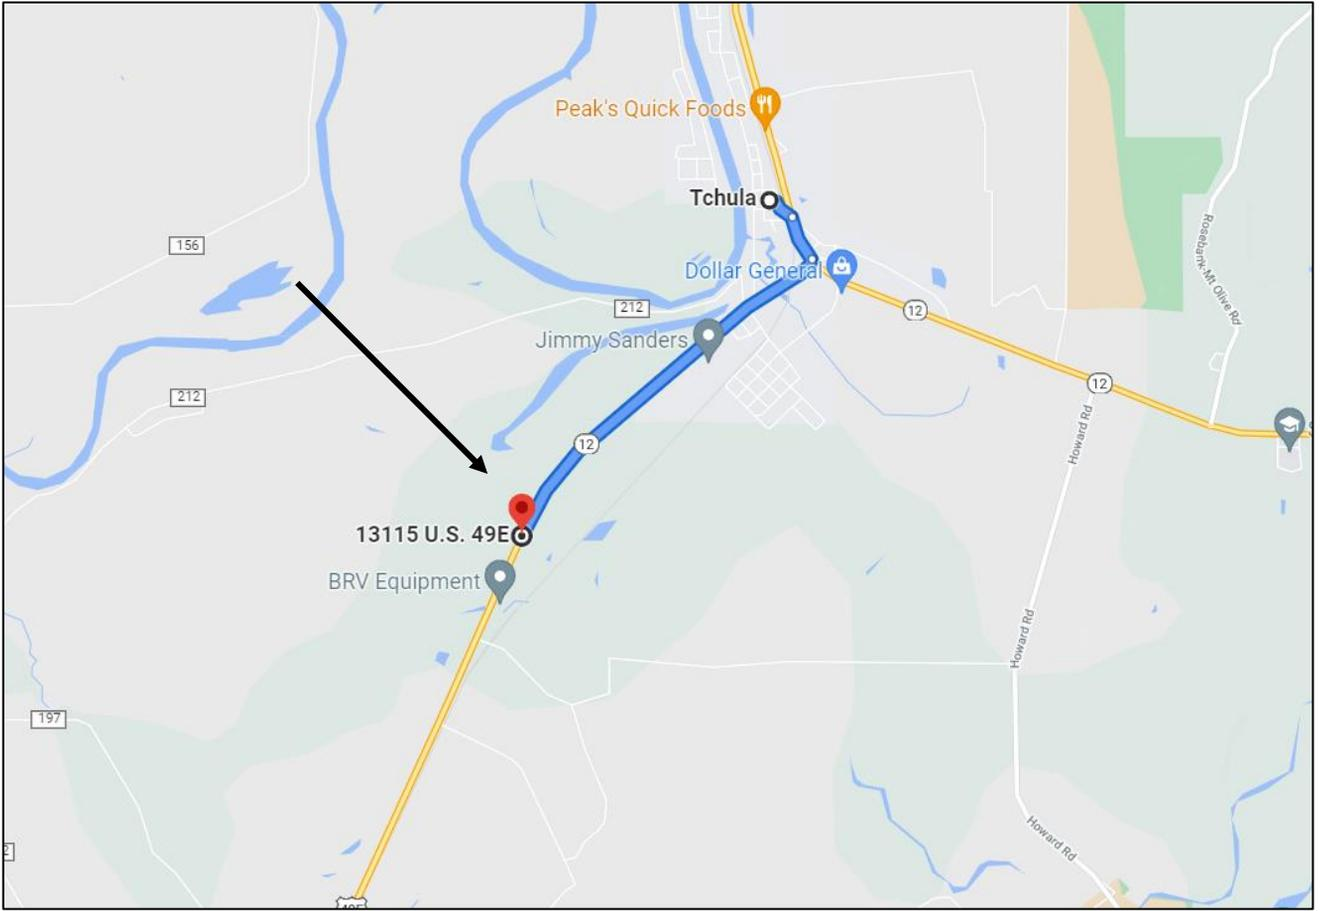 Peak's Quick Foods
Tchula
156
Dollar General
212
12
Jimmy Sanders
Rosebank-Mt Olive Rd
12
212
12
Howard Rd
13115 U.S. 49E
BRV Equipment
Howard Rd
197
Howard Rd